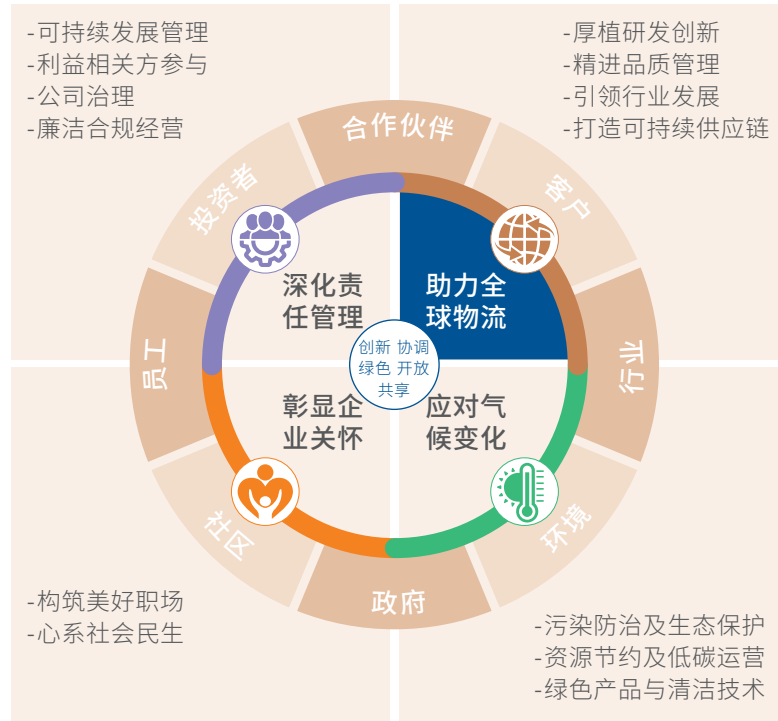 -可持续发展管理
-利益相关方参与
-公司治理
-廉洁合规经营
-厚植研发创新
-精进品质管理
-引领行业发展
-打造可持续供应链
合作伙伴
投资者
客户
深化责
任管理
助力全
球物流
员工
行业
创新 协调
绿色 开放
共享
彰显企
业关怀
应对气
候变化
社区
环境
政府
-构筑美好职场
-心系社会民生
-污染防治及生态保护
-资源节约及低碳运营
-绿色产品与清洁技术